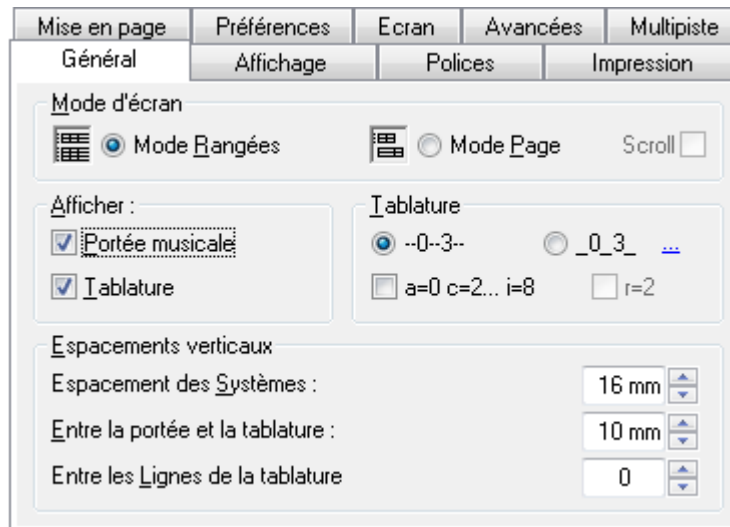 Mise en page Préférences Ecran Avancées Multipiste
Général Affichage Polices Impression
Mode d'écran
Mode Rangées Mode Page Scroll
Afficher : Tablature
Portée musicale --0--3-- _0_3_ ...
Tablature a=0 c=2... i=8 r=2
Espacements verticaux
Espacement des Systèmes : 16 mm
Entre la portée et la tablature : 10 mm
Entre les Lignes de la tablature 0